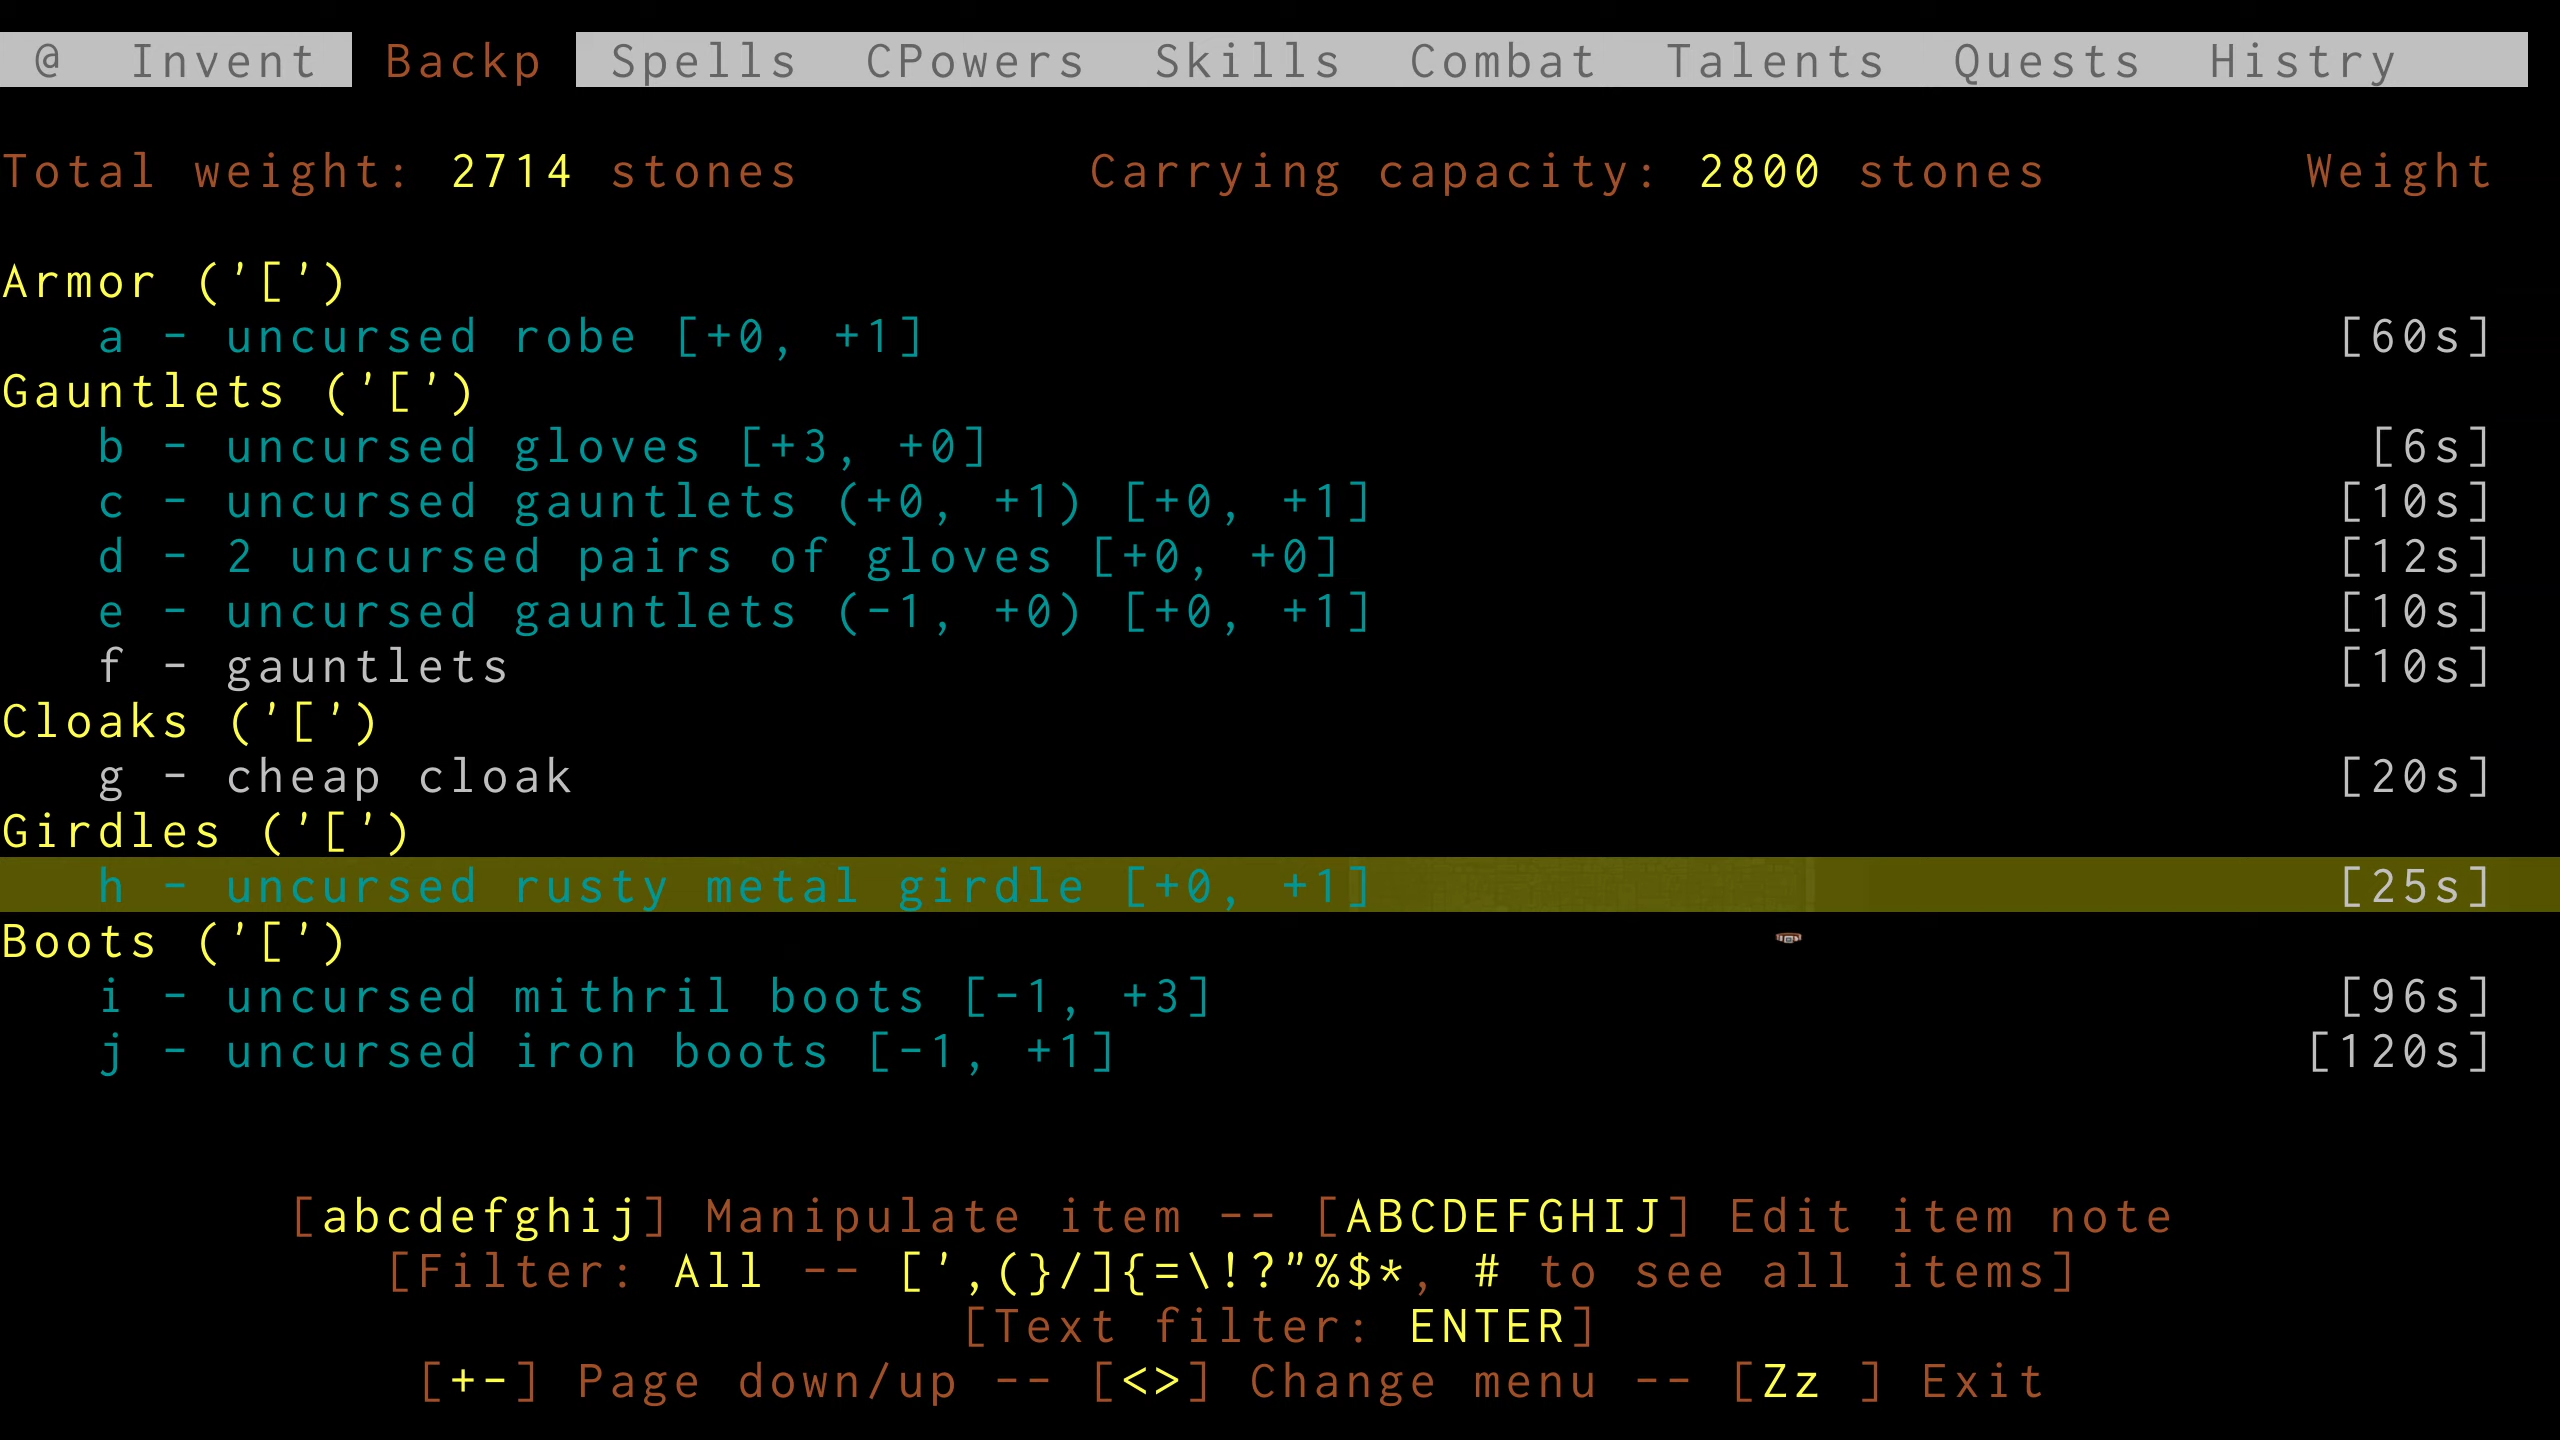 @ Invent Backp Spells CPowers Skills Combat Talents Quests Histry
Total weight: 2714 stones Carrying capacity: 2800 stones Weight
Armor ('[')
a - uncursed robe [+0, +1] [60s]
Gauntlets ('[')
b - uncursed gloves [+3, +0] [6s]
c - uncursed gauntlets (+0, +1) [+0, +1] [10s]
d - 2 uncursed pairs of gloves [+0, +0] [12s]
e - uncursed gauntlets (-1, +0) [+0, +1] [10s]
f - gauntlets [10s]
Cloaks ('[')
g - cheap cloak [20s]
Girdles ('[')
h - uncursed rusty metal girdle [+0, +1] [25s]
Boots ('[')
i - uncursed mithril boots [-1, +3] [96s]
j - uncursed iron boots [-1, +1] [120s]
[abcdefghij] Manipulate item -- [ABCDEFGHIJ] Edit item note
[Filter: All -- [',(}/]{=\!?"%$*, # to see all items]
[Text filter: ENTER]
[+-] Page down/up -- [<>] Change menu -- [Zz ] Exit